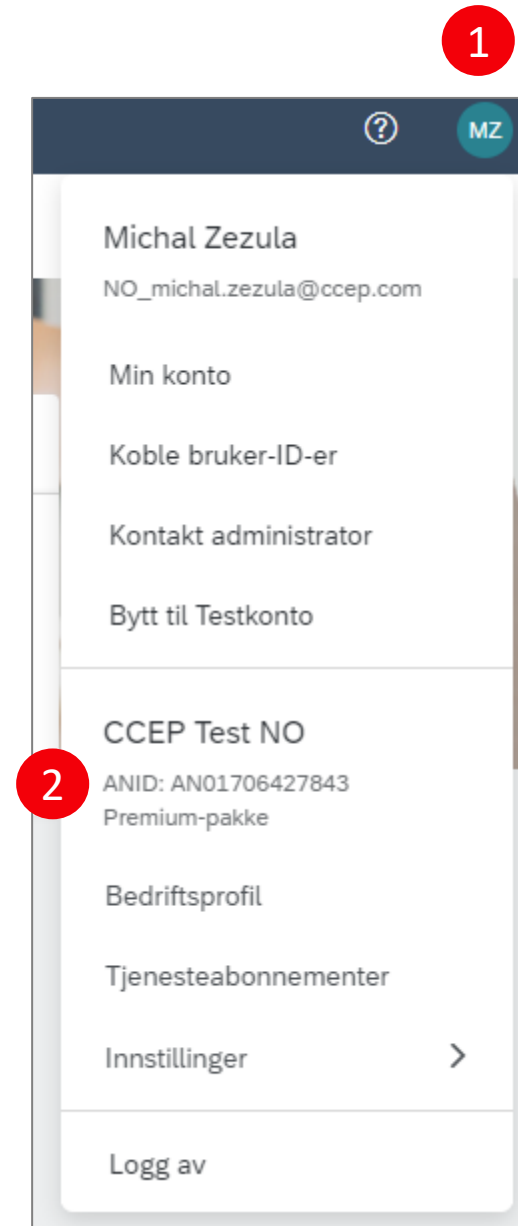 1
MZ
Michal Zezula
NO_michal.zezula@ccep.com
Min konto
Koble bruker-ID-er
Kontakt administrator
Bytt til Testkonto
CCEP Test NO
2
ANID: AN01706427843
Premium-pakke
Bedriftsprofil
Tjenesteabonnementer
Innstillinger
Logg av